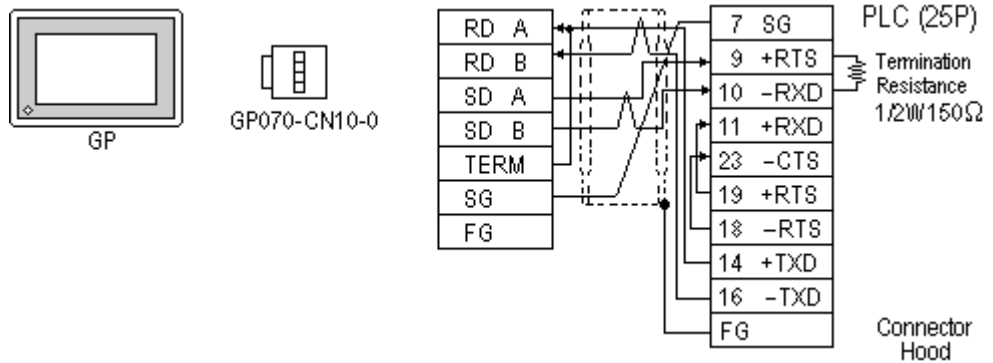 GP
GP070-CN10-0
RD A
RD B
SD A
SD B
TERM
SG
FG
7 SG
9 +RTS
10 -RXD
11 +RXD
23 -CTS
19 +RTS
18 -RTS
14 +TXD
16 -TXD
FG
PLC (25P)
Termination
Resistance
1/2W150Ω
Connector
Hood